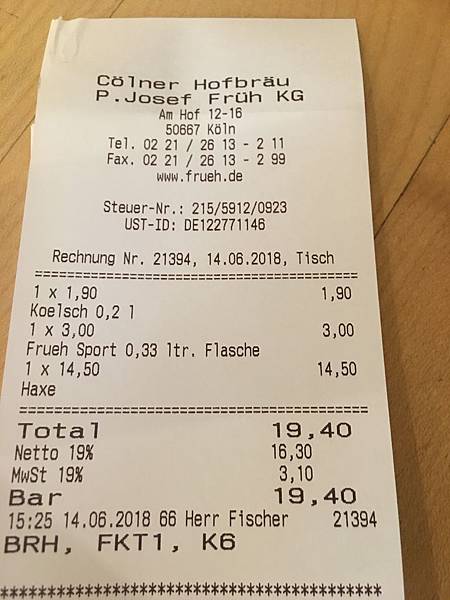 Cölner Hofbräu
P.Josef Früh KG
Am Hof 12-16
50667 Köln
Tel. 02 21 / 26 13 - 2 11
Fax. 02 21 / 26 13 - 2 99
www.frueh.de
Steuer-Nr.: 215/5912/0923
UST-ID: DE122771146
Rechnung Nr. 21394, 14.06.2018, Tisch
========================================
1 x 1,90 1,90
Koelsch 0,2 l
1 x 3,00 3,00
Frueh Sport 0,33 ltr. Flasche
1 x 14,50 14,50
Haxe
========================================
Total 19,40
Netto 19% 16,30
MwSt 19% 3,10
Bar 19,40
15:25 14.06.2018 66 Herr Fischer 21394
BRH, FKT1, K6
****************************************